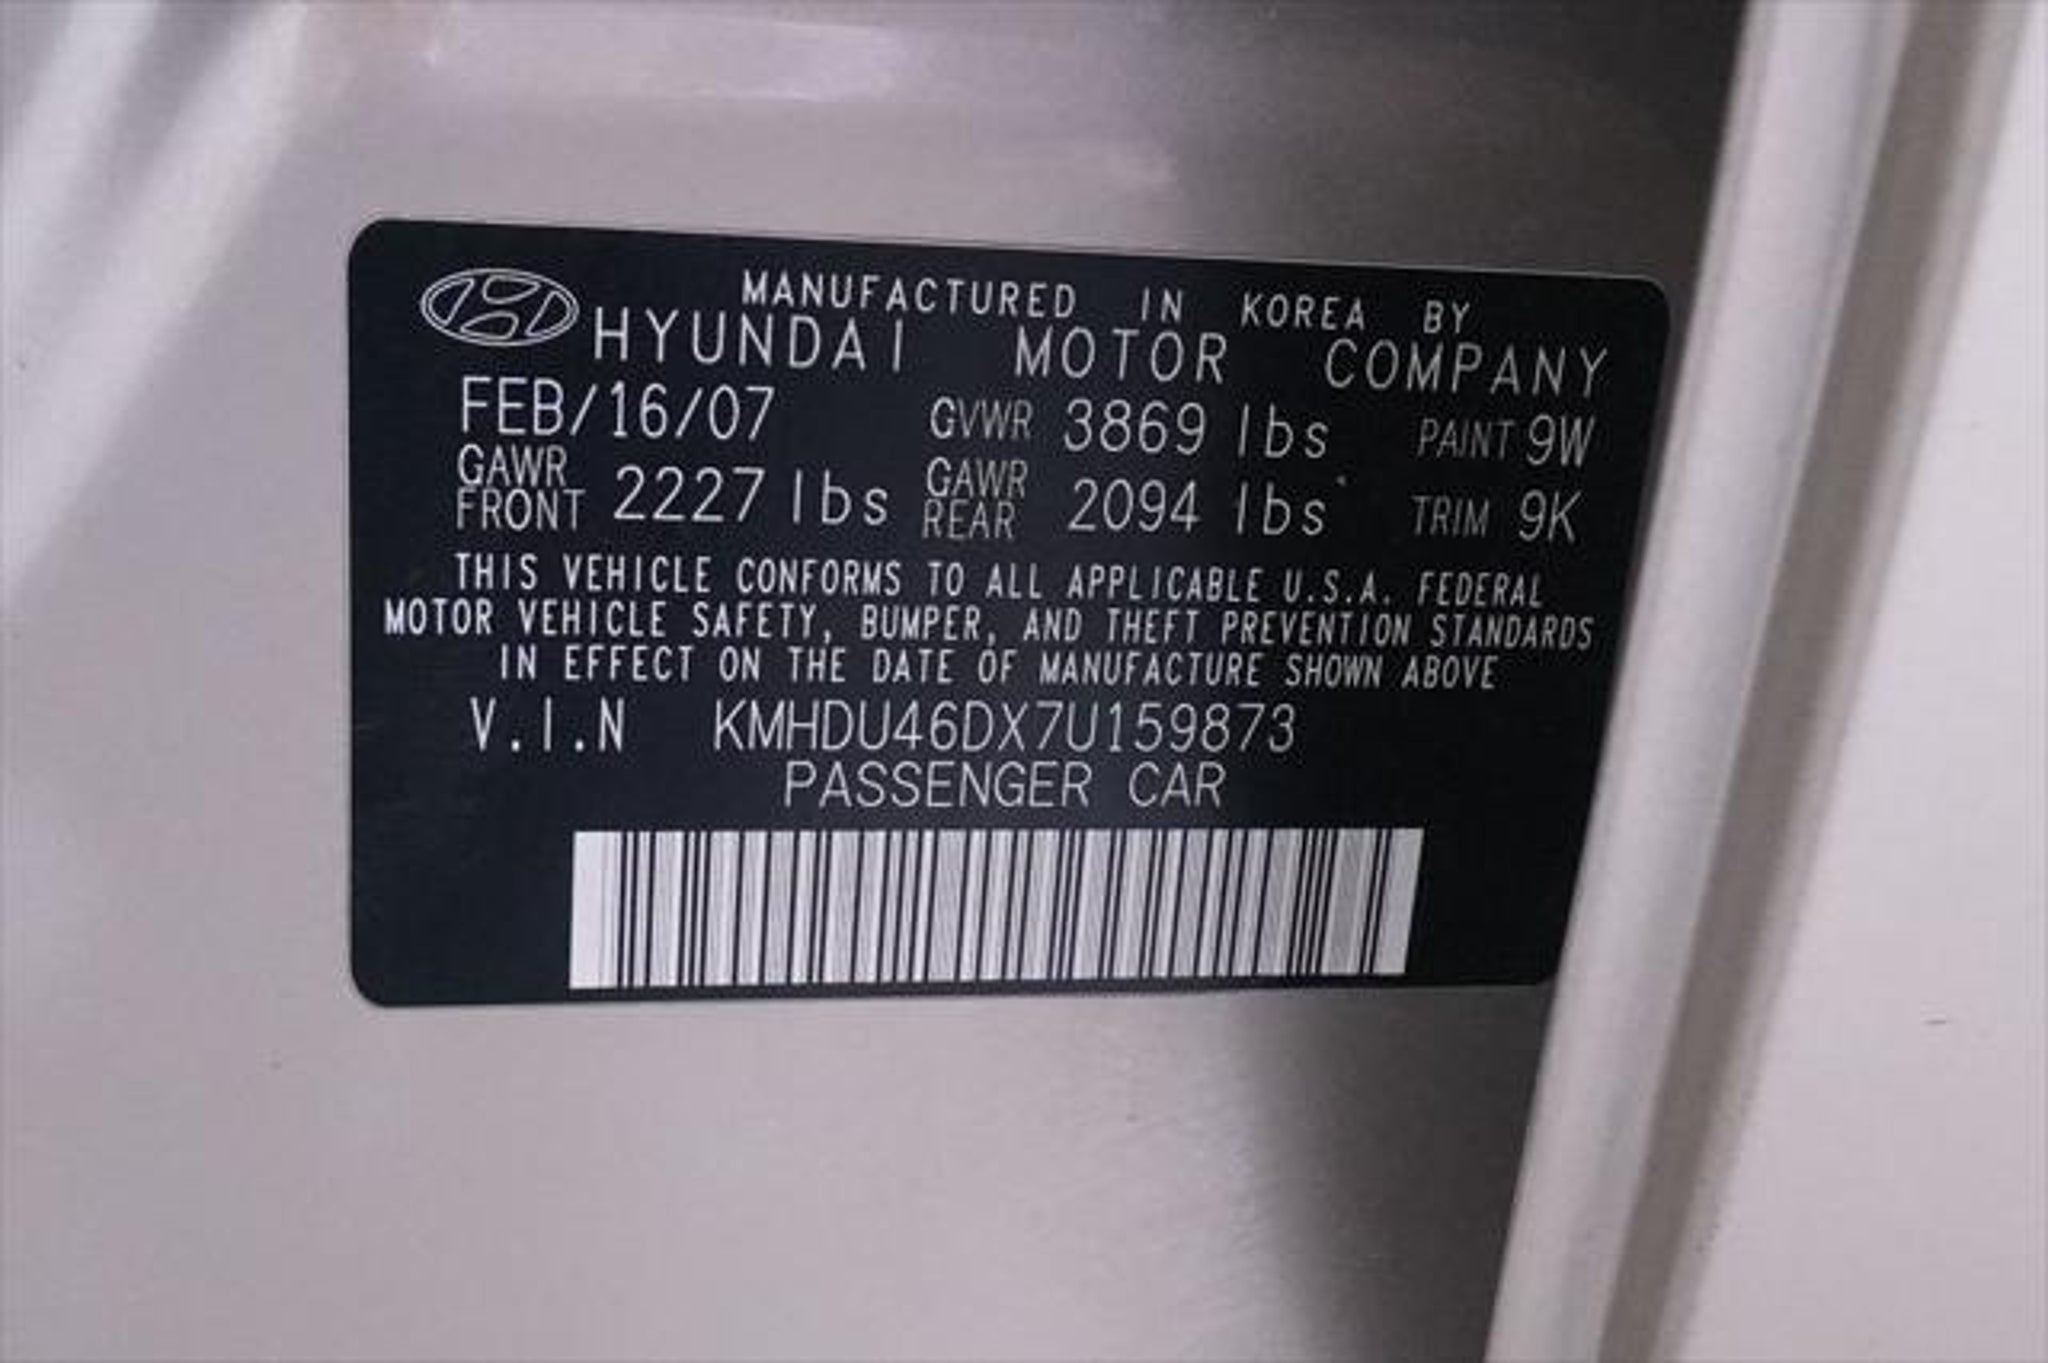 MANUFACTURED IN KOREA BY
HYUNDAI MOTOR COMPANY
FEB/16/07 GVWR 3869 lbs PAINT 9W
GAWR FRONT 2227 lbs GAWR REAR 2094 lbs TRIM 9K
THIS VEHICLE CONFORMS TO ALL APPLICABLE U.S.A. FEDERAL
MOTOR VEHICLE SAFETY, BUMPER, AND THEFT PREVENTION STANDARDS
IN EFFECT ON THE DATE OF MANUFACTURE SHOWN ABOVE
V.I.N KMHDU46DX7U159873
PASSENGER CAR